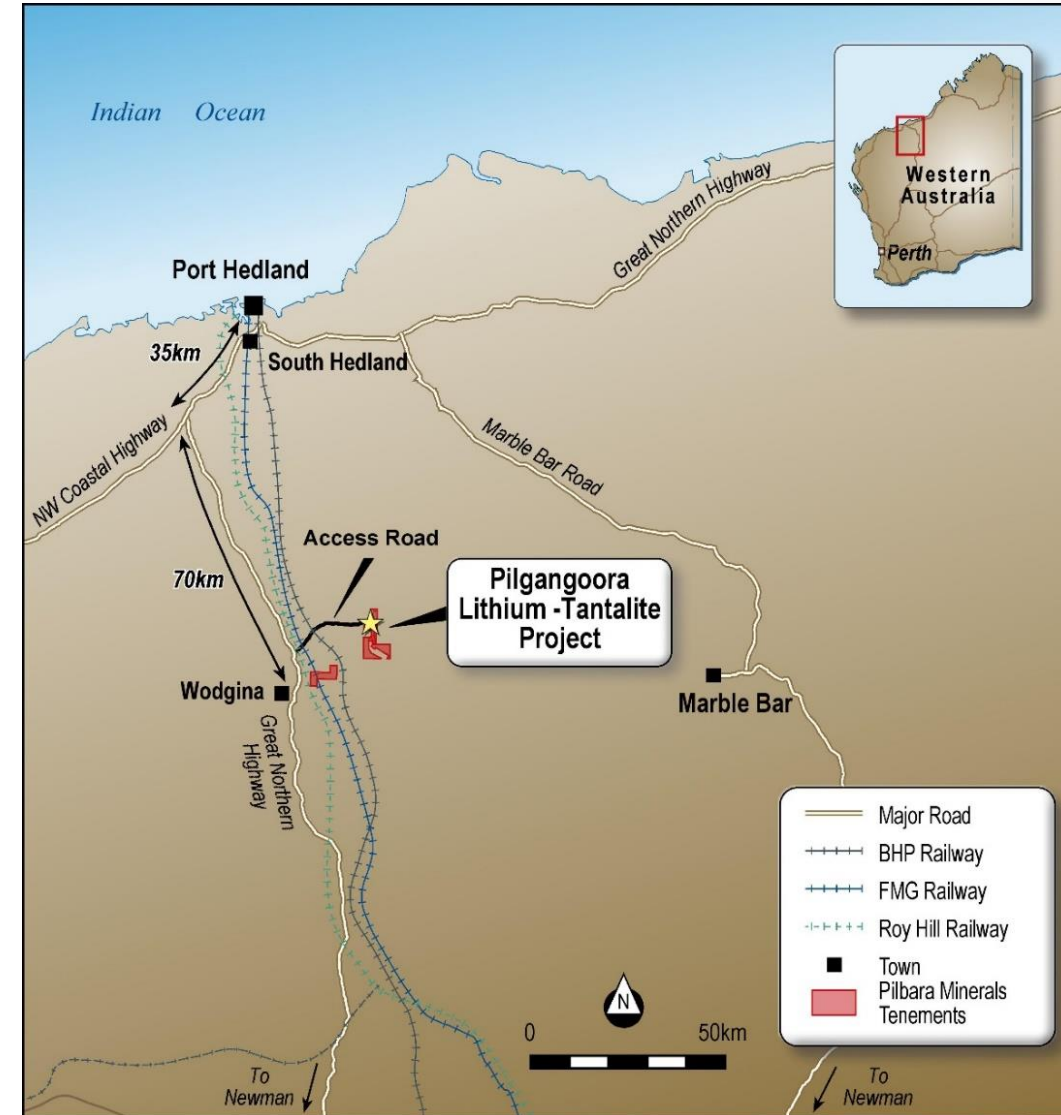 Indian Ocean
Western
Australia
Perth
Great Northern Highway
Port Hedland
35km
South Hedland
NW Coastal Highway
Marble Bar Road
Access Road
70km
Pilgangoora
Lithium -Tantalite
Project
Wodgina
Marble Bar
Great Northern
Highway
Major Road
BHP Railway
FMG Railway
Roy Hill Railway
Town
Pilbara Minerals
Tenements
N
0 50km
To
Newman
To
Newman